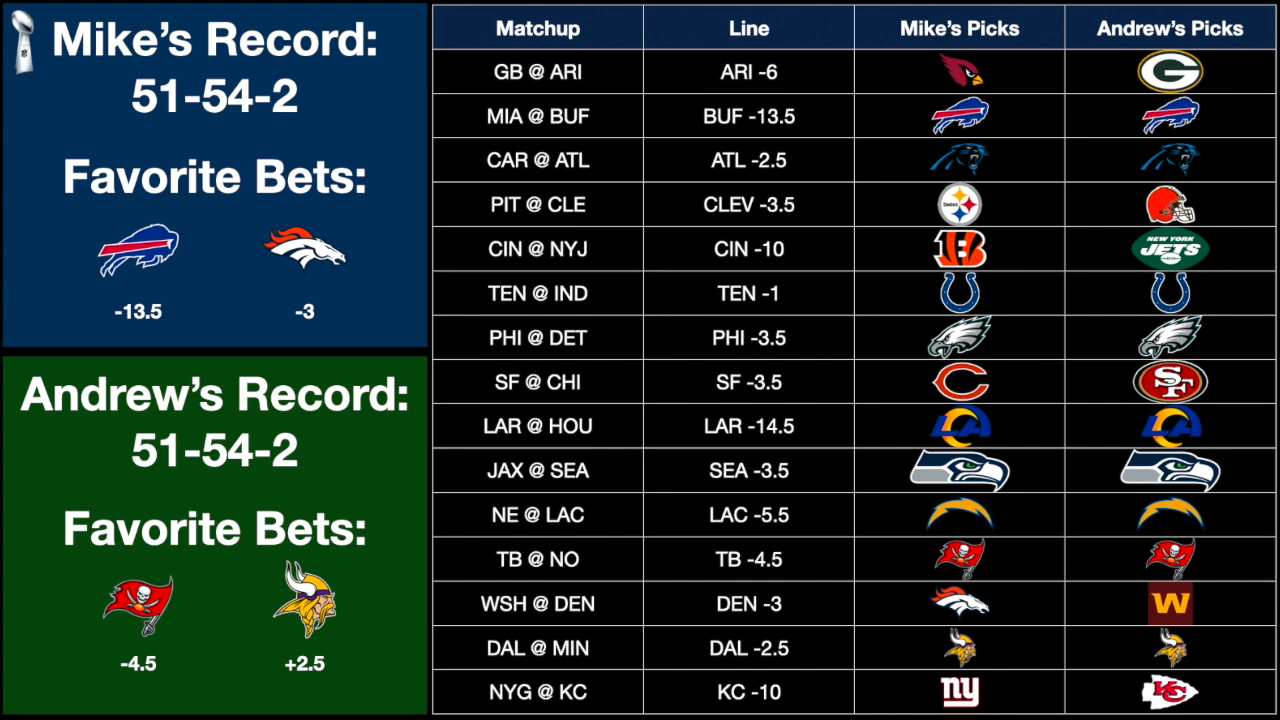 Mike's Record:
51-54-2
Favorite Bets:
-13.5 -3
Andrew's Record:
51-54-2
Favorite Bets:
-4.5 +2.5
Matchup Line Mike's Picks Andrew's Picks
GB @ ARI ARI -6 G
MIA @ BUF BUF -13.5
CAR @ ATL ATL -2.5
PIT @ CLE CLEV -3.5 Steelers
CIN @ NYJ CIN -10 B NEW YORK JETS
TEN @ IND TEN -1
PHI @ DET PHI -3.5
SF @ CHI SF -3.5 C SF
LAR @ HOU LAR -14.5 LA LA
JAX @ SEA SEA -3.5
NE @ LAC LAC -5.5
TB @ NO TB -4.5
WSH @ DEN DEN -3 W
DAL @ MIN DAL -2.5
NYG @ KC KC -10 ny KC